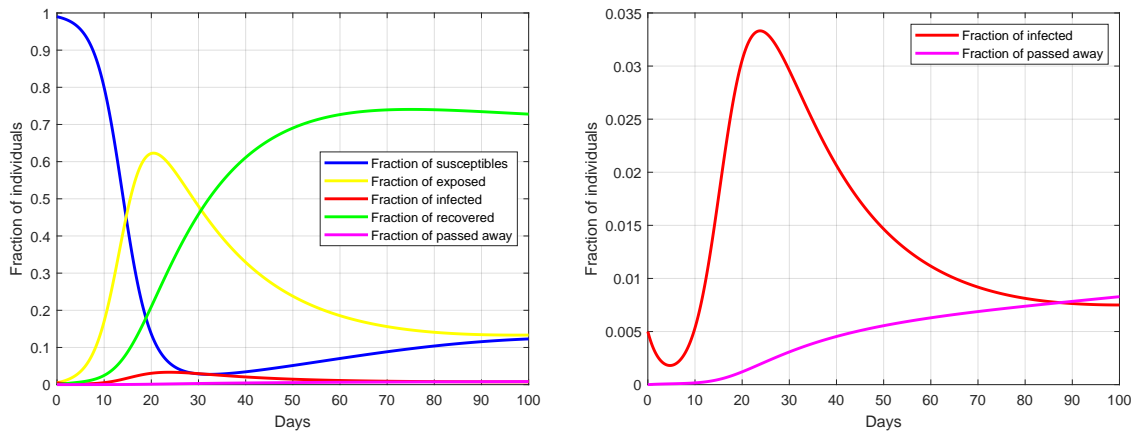 1
0.9
0.8
0.7
0.6
0.5
0.4
0.3
0.2
0.1
0
Fraction of individuals
0 10 20 30 40 50 60 70 80 90 100
Days
Fraction of susceptibles
Fraction of exposed
Fraction of infected
Fraction of recovered
Fraction of passed away
0.035
0.03
0.025
0.02
0.015
0.01
0.005
0
Fraction of individuals
0 10 20 30 40 50 60 70 80 90 100
Days
Fraction of infected
Fraction of passed away